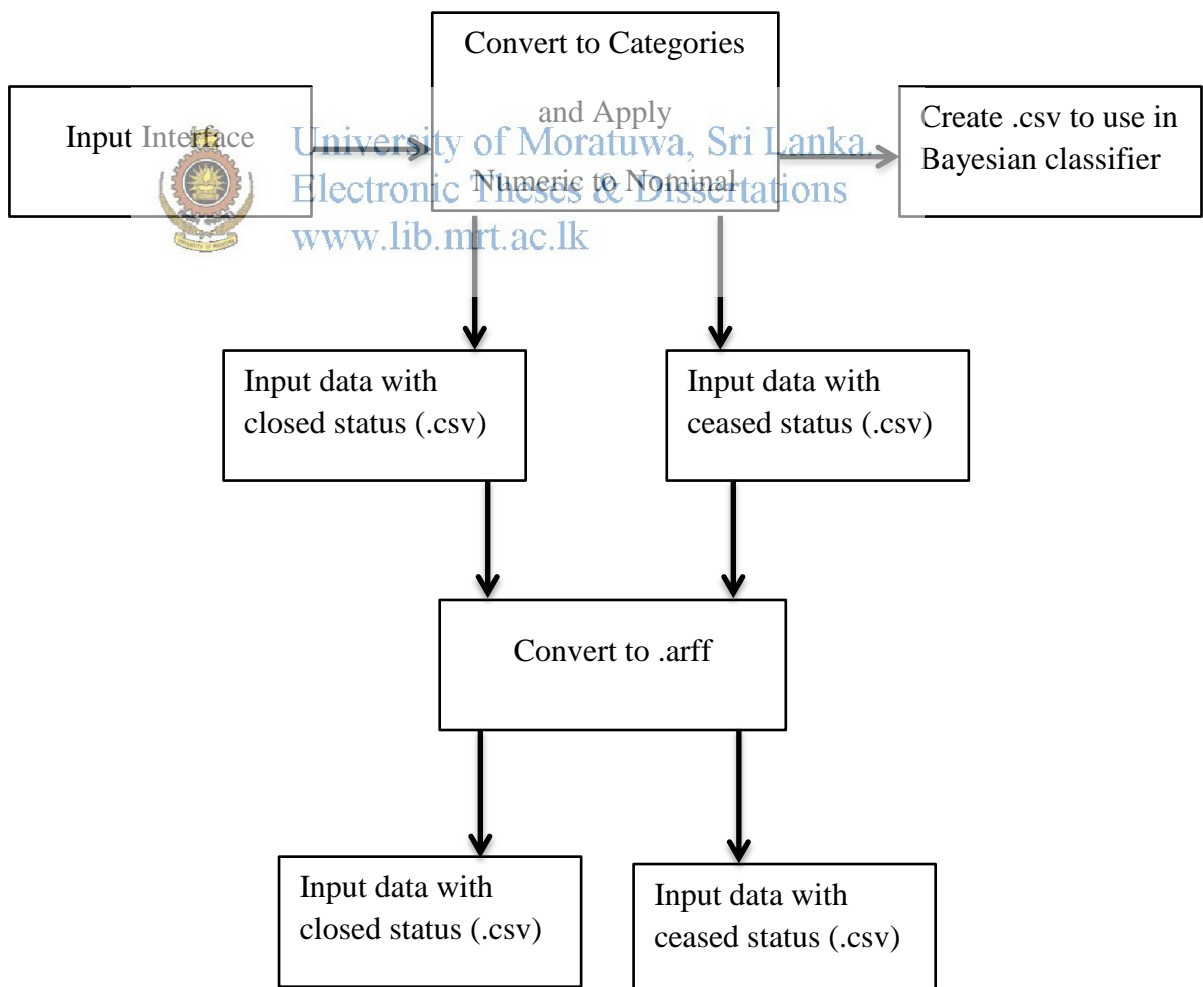 Convert to Categories
and Apply
Numeric to Nominal
Input Interface
Create .csv to use in
Bayesian classifier
University of Moratuwa, Sri Lanka.
Electronic Theses & Dissertations
www.lib.mrt.ac.lk
Input data with
closed status (.csv)
Input data with
ceased status (.csv)
Convert to .arff
Input data with
closed status (.csv)
Input data with
ceased status (.csv)